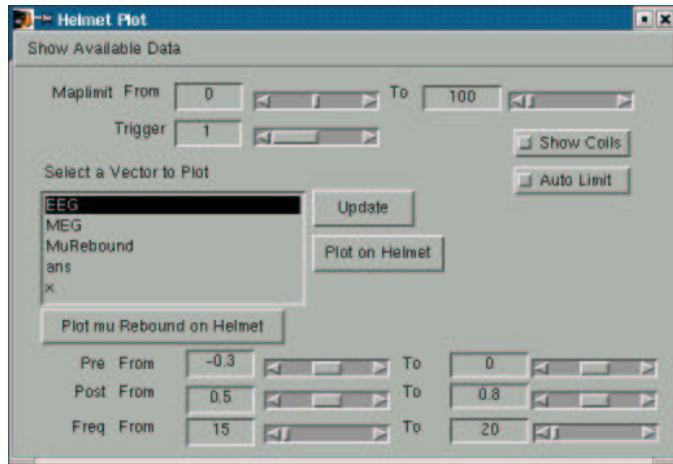 Helmet Plot
Show Available Data
Maplimit From 0 To 100
Trigger 1
Show Coils
Select a Vector to Plot
Auto Limit
EEG
MEG
MuRebound
ans
x
Update
Plot on Helmet
Plot mu Rebound on Helmet
Pre From -0.3 To 0
Post From 0.5 To 0.8
Freq From 15 To 20